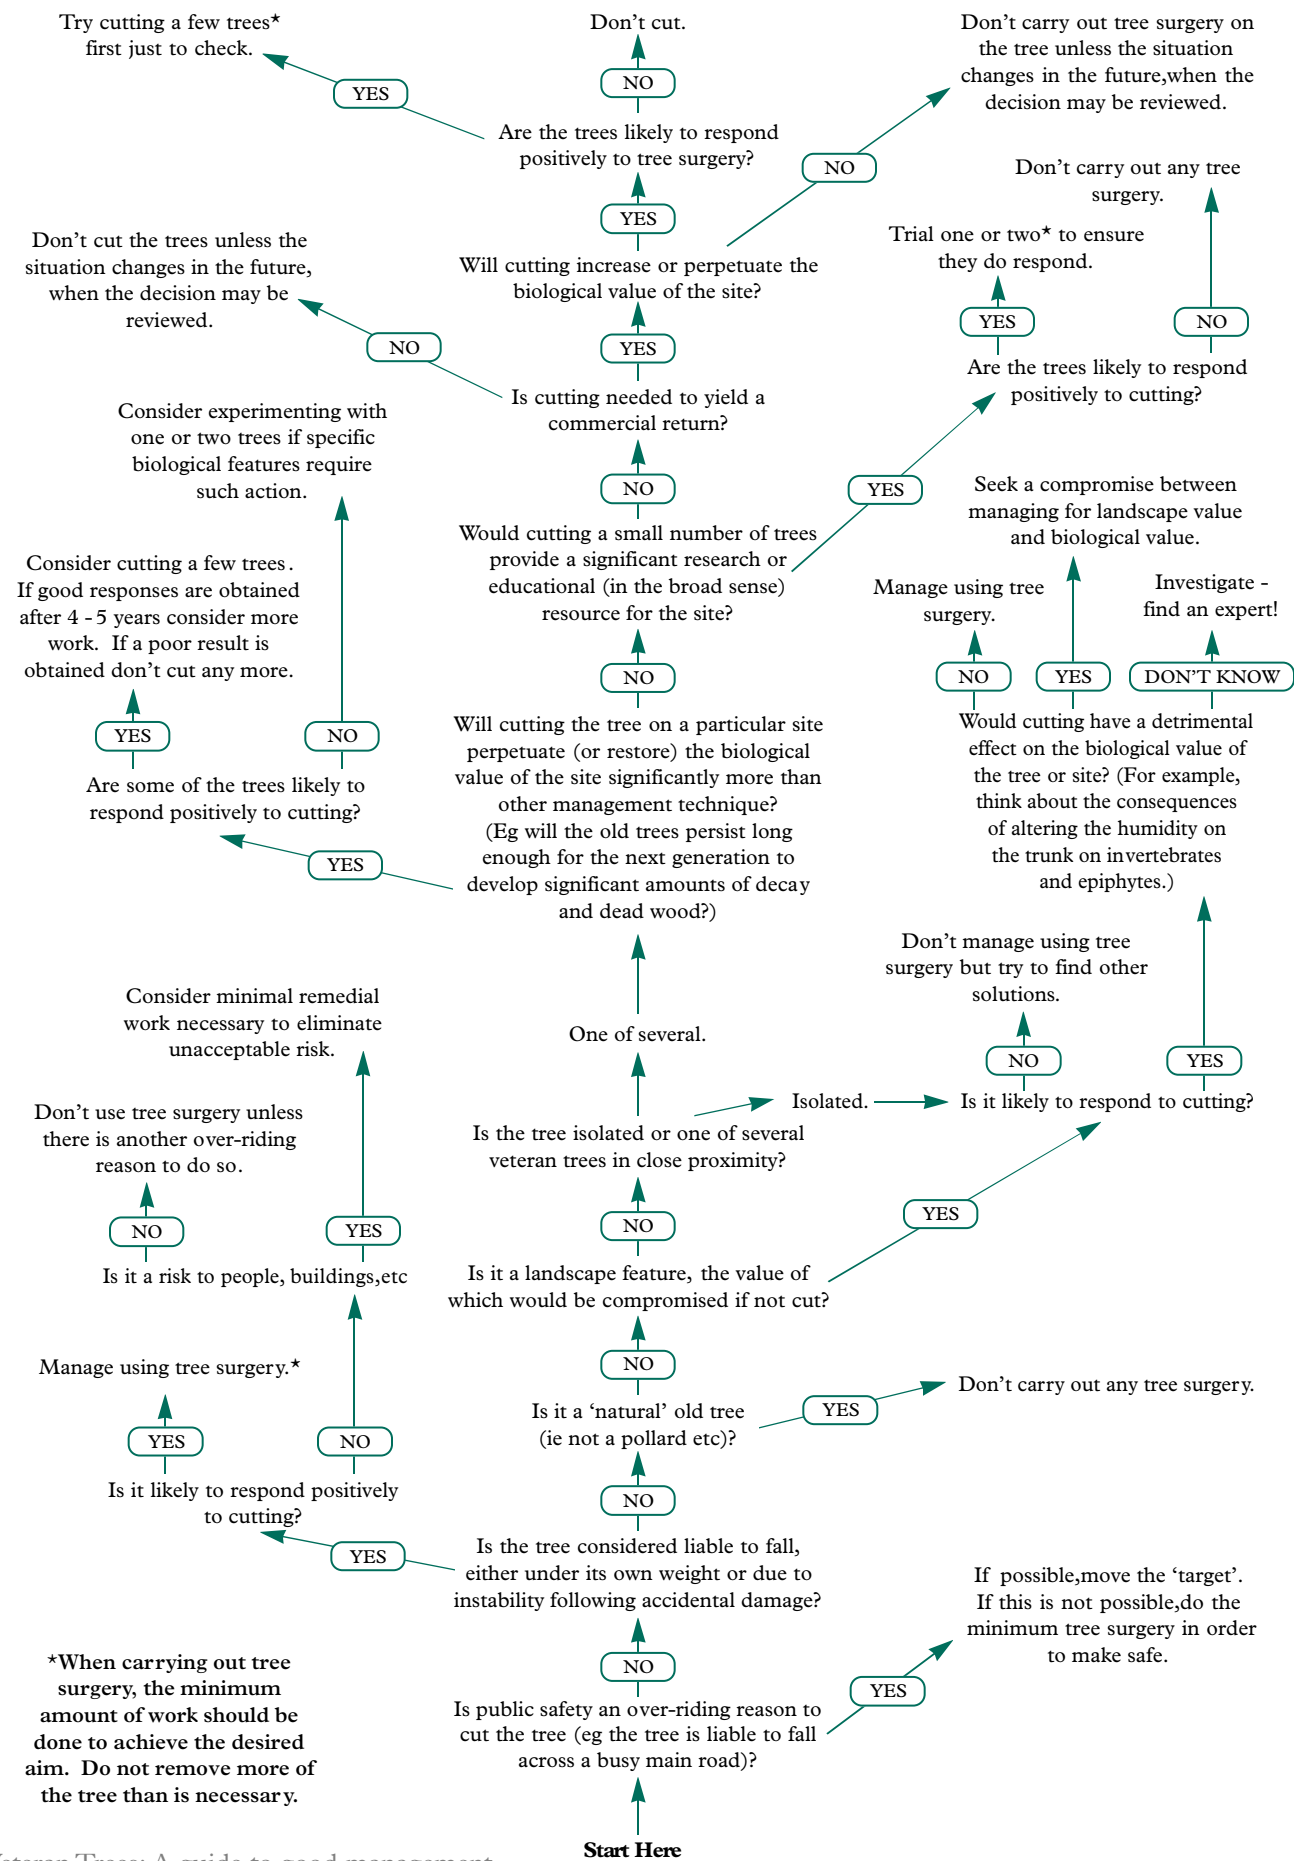 Try cutting a few trees★
first just to check.
YES
Don't cut.
NO
Don't carry out tree surgery on
the tree unless the situation
changes in the future,when the
decision may be reviewed.
Are the trees likely to respond
positively to tree surgery?
NO
Don't carry out any tree
surgery.
YES
Don't cut the trees unless the
situation changes in the future,
when the decision may be
reviewed.
NO
Will cutting increase or perpetuate the
biological value of the site?
Trial one or two★ to ensure
they do respond.
YES
NO
YES
Is cutting needed to yield a
commercial return?
Are the trees likely to respond
positively to cutting?
Consider experimenting with
one or two trees if specific
biological features require
such action.
NO
YES
Would cutting a small number of trees
provide a significant research or
educational (in the broad sense)
resource for the site?
Seek a compromise between
managing for landscape value
and biological value.
Consider cutting a few trees.
If good responses are obtained
after 4 - 5 years consider more
work. If a poor result is
obtained don't cut any more.
Manage using tree
surgery.
Investigate -
find an expert!
NO
NO
YES
DON'T KNOW
YES
NO
Will cutting the tree on a particular site
perpetuate (or restore) the biological
value of the site significantly more than
other management technique?
(Eg will the old trees persist long
enough for the next generation to
develop significant amounts of decay
and dead wood?)
Would cutting have a detrimental
effect on the biological value of
the tree or site? (For example,
think about the consequences
of altering the humidity on
the trunk on invertebrates
and epiphytes.)
Are some of the trees likely to
respond positively to cutting?
YES
Don't manage using tree
surgery but try to find other
solutions.
Consider minimal remedial
work necessary to eliminate
unacceptable risk.
One of several.
NO
YES
Isolated.
Is it likely to respond to cutting?
Don't use tree surgery unless
there is another over-riding
reason to do so.
Is the tree isolated or one of several
veteran trees in close proximity?
NO
YES
NO
YES
Is it a risk to people, buildings,etc
Is it a landscape feature, the value of
which would be compromised if not cut?
Manage using tree surgery.★
NO
Don't carry out any tree surgery.
YES
YES
NO
Is it a 'natural' old tree
(ie not a pollard etc)?
Is it likely to respond positively
to cutting?
NO
YES
Is the tree considered liable to fall,
either under its own weight or due to
instability following accidental damage?
If possible,move the 'target'.
If this is not possible,do the
minimum tree surgery in order
to make safe.
★When carrying out tree
surgery, the minimum
amount of work should be
done to achieve the desired
aim. Do not remove more of
the tree than is necessary.
NO
YES
Is public safety an over-riding reason to
cut the tree (eg the tree is liable to fall
across a busy main road)?
Start Here
Trees: A guide to good management